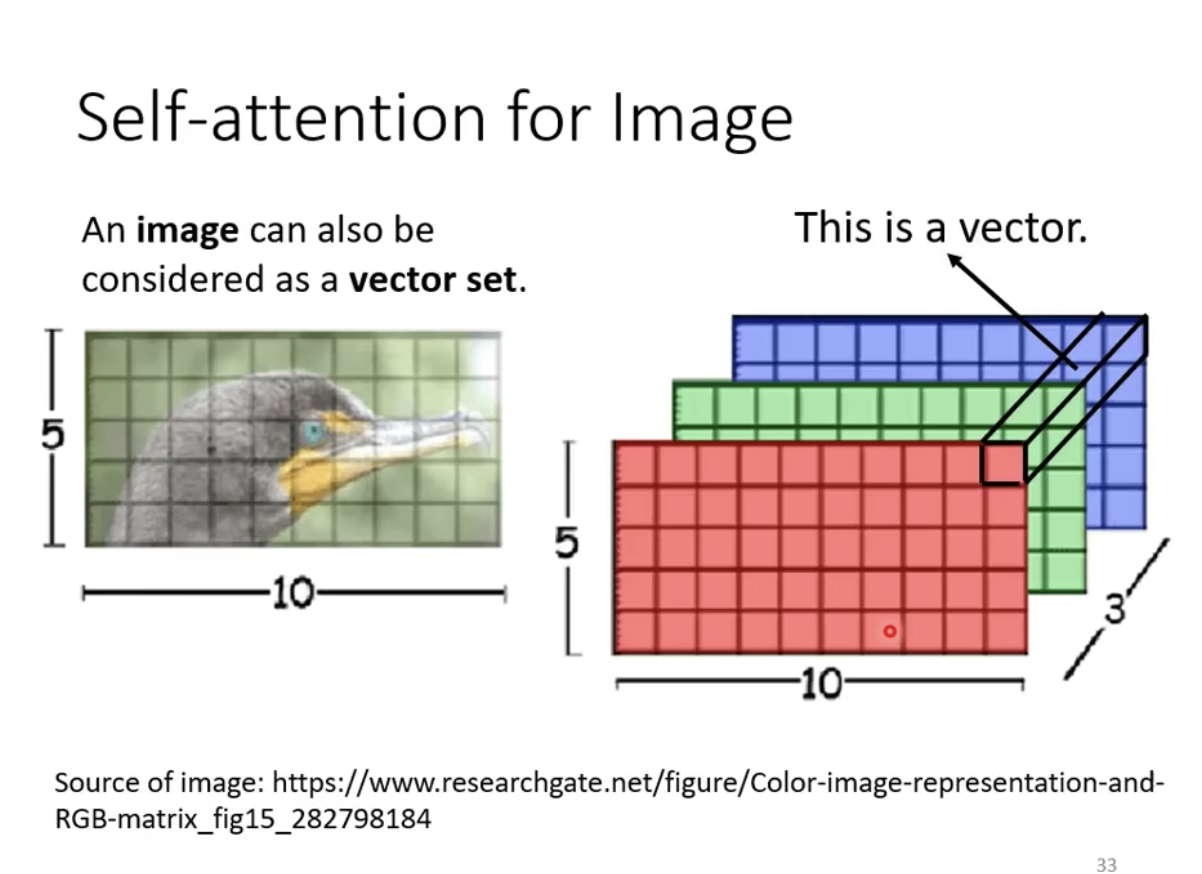 Self-attention for Image
An image can also be
considered as a vector set.
This is a vector.
5
10
5
10
3
Source of image: https://www.researchgate.net/figure/Color-image-representation-and-
RGB-matrix_fig15_282798184
33